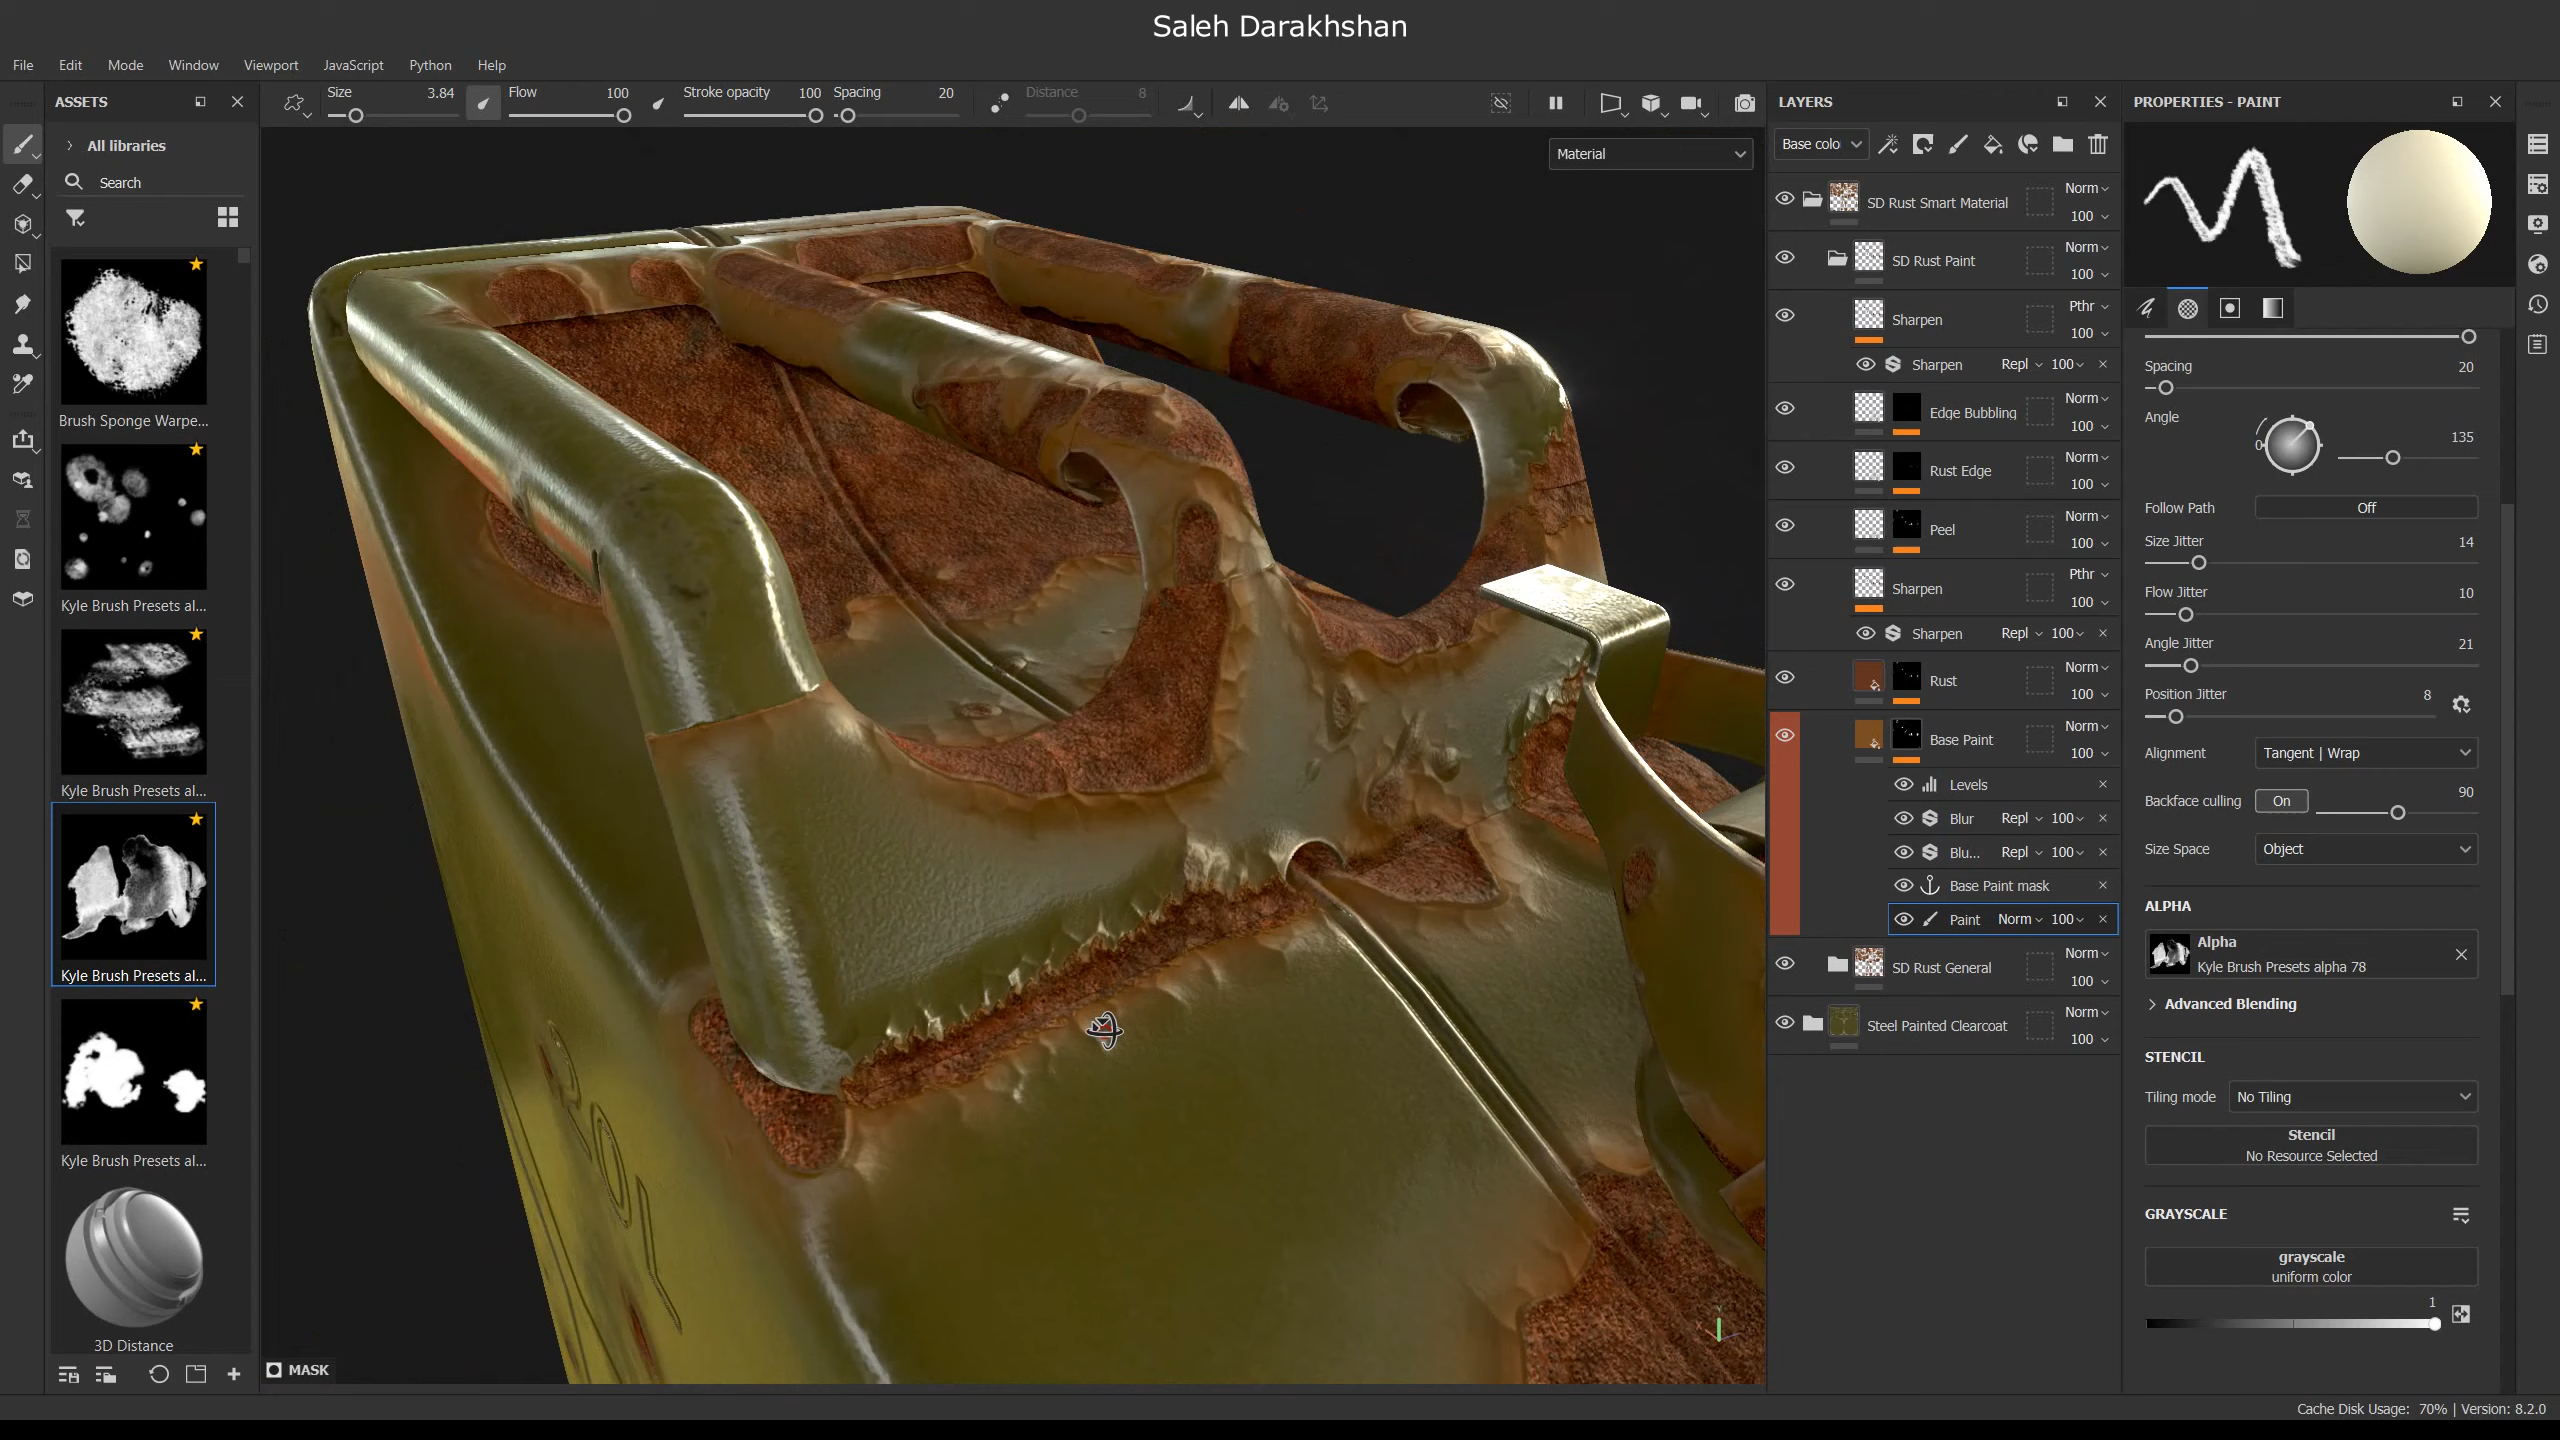 Saleh Darakhshan
File Edit Mode Window Viewport JavaScript Python Help
ASSETS
Size 3.84 Flow 100 Stroke opacity 100 Spacing 20 Distance 8
All libraries
Search
Brush Sponge Warpe...
Kyle Brush Presets al...
Kyle Brush Presets al...
Kyle Brush Presets al...
Kyle Brush Presets al...
3D Distance
Material
MASK
LAYERS
Base colo
SD Rust Smart Material Norm 100
SD Rust Paint Norm 100
Sharpen Pthr 100
Sharpen Repl 100
Edge Bubbling Norm 100
Rust Edge Norm 100
Peel Norm 100
Sharpen Pthr 100
Sharpen Repl 100
Rust Norm 100
Base Paint Norm 100
Levels
Blur Repl 100
Blu... Repl 100
Base Paint mask
Paint Norm 100
SD Rust General Norm 100
Steel Painted Clearcoat Norm 100
PROPERTIES - PAINT
Spacing 20
Angle 0 135
Follow Path Off
Size Jitter 14
Flow Jitter 10
Angle Jitter 21
Position Jitter 8
Alignment Tangent | Wrap
Backface culling On 90
Size Space Object
ALPHA
Alpha
Kyle Brush Presets alpha 78
Advanced Blending
STENCIL
Tiling mode No Tiling
Stencil
No Resource Selected
GRAYSCALE
grayscale
uniform color
1
Cache Disk Usage: 70% | Version: 8.2.0